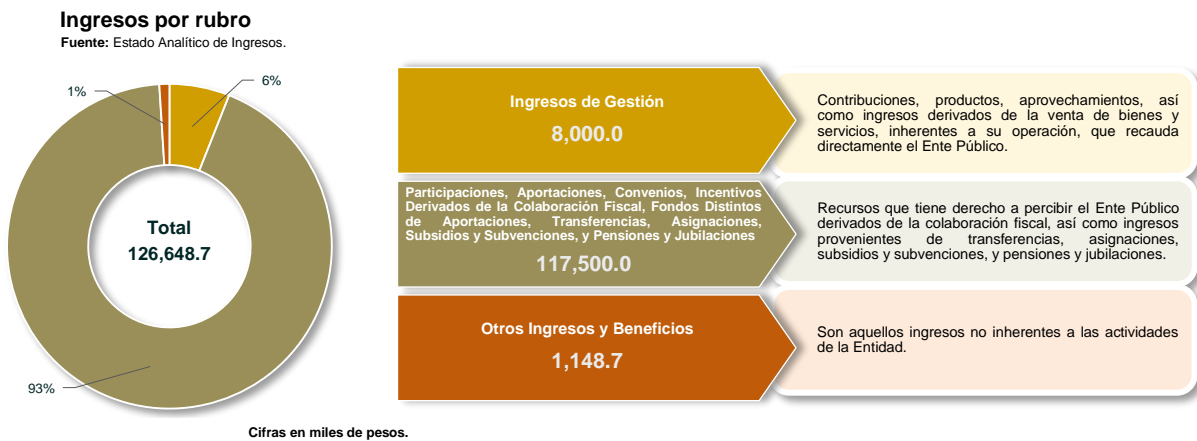 Ingresos por rubro
Fuente: Estado Analítico de Ingresos.
1%
6%
Total
126,648.7
93%
Ingresos de Gestión
8,000.0
Contribuciones, productos, aprovechamientos, así
como ingresos derivados de la venta de bienes y
servicios, inherentes a su operación, que recauda
directamente el Ente Público.
Participaciones, Aportaciones, Convenios, Incentivos
Derivados de la Colaboración Fiscal, Fondos Distintos
de Aportaciones, Transferencias, Asignaciones,
Subsidios y Subvenciones, y Pensiones y Jubilaciones
117,500.0
Recursos que tiene derecho a percibir el Ente Público
derivados de la colaboración fiscal, así como ingresos
provenientes de transferencias, asignaciones,
subsidios y subvenciones, y pensiones y jubilaciones.
Otros Ingresos y Beneficios
1,148.7
Son aquellos ingresos no inherentes a las actividades
de la Entidad.
Cifras en miles de pesos.